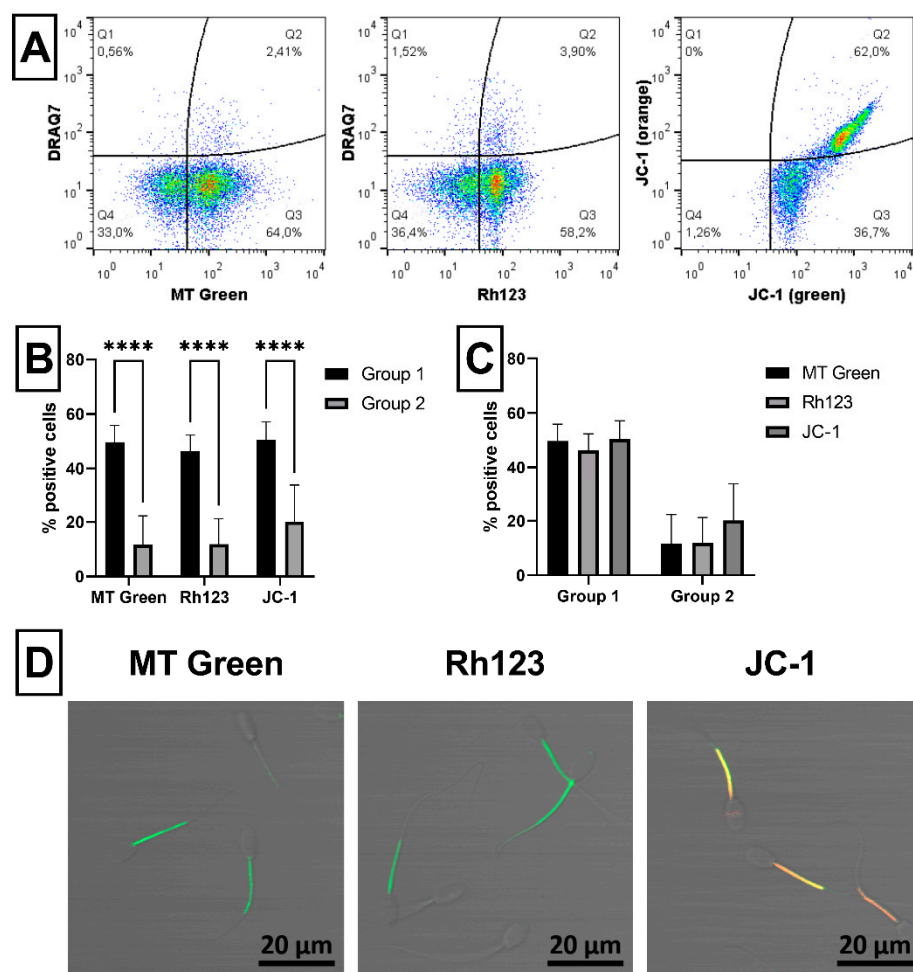 A
Q1
0,56%
Q2
2,41%
Q4
33,0%
Q3
64,0%
10⁴
10³
10²
10¹
10⁰
DRAQ7
10⁰ 10¹ 10² 10³ 10⁴
MT Green
Q1
1,52%
Q2
3,90%
Q4
36,4%
Q3
58,2%
10⁴
10³
10²
10¹
10⁰
DRAQ7
10⁰ 10¹ 10² 10³ 10⁴
Rh123
Q1
0%
Q2
62,0%
Q4
1,26%
Q3
36,7%
10⁴
10³
10²
10¹
10⁰
JC-1 (orange)
10⁰ 10¹ 10² 10³ 10⁴
JC-1 (green)
B
**** **** ****
80
60
40
20
0
% positive cells
MT Green Rh123 JC-1
Group 1
Group 2
C
80
60
40
20
0
% positive cells
Group 1 Group 2
MT Green
Rh123
JC-1
D
MT Green Rh123 JC-1
20 µm 20 µm 20 µm